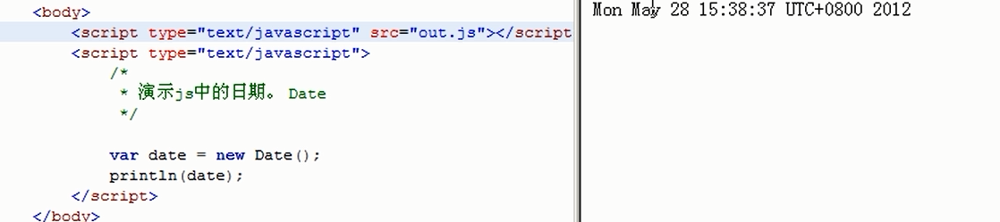 <body>
<script type="text/javascript" src="out.js"></script
<script type="text/javascript">
/*
* 演示js中的日期。 Date
*/
var date = new Date();
println(date);
</script>
</body>
Mon May 28 15:38:37 UTC+0800 2012